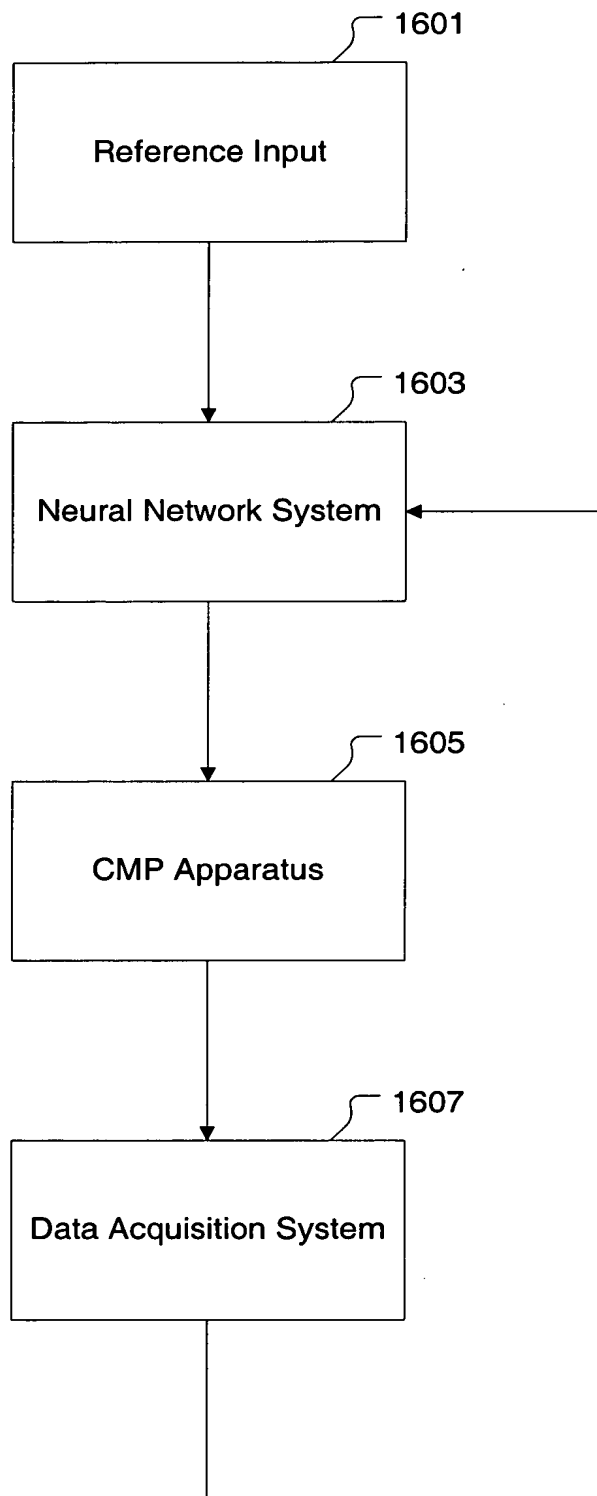 1601
Reference Input
1603
Neural Network System
1605
CMP Apparatus
1607
Data Acquisition System